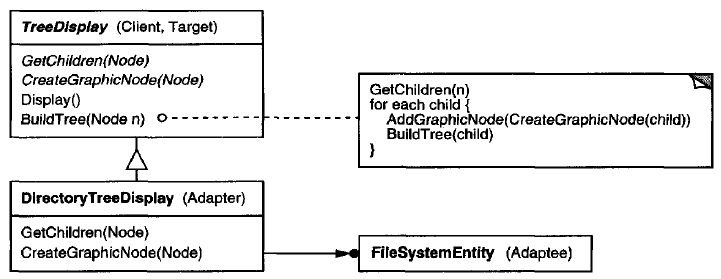 TreeDisplay (Client, Target)
GetChildren(Node)
CreateGraphicNode(Node)
Display()
BuildTree(Node n)
GetChildren(n)
for each child {
AddGraphicNode(CreateGraphicNode(child))
BuildTree(child)
}
DirectoryTreeDisplay (Adapter)
GetChildren(Node)
CreateGraphicNode(Node)
FileSystemEntity (Adaptee)